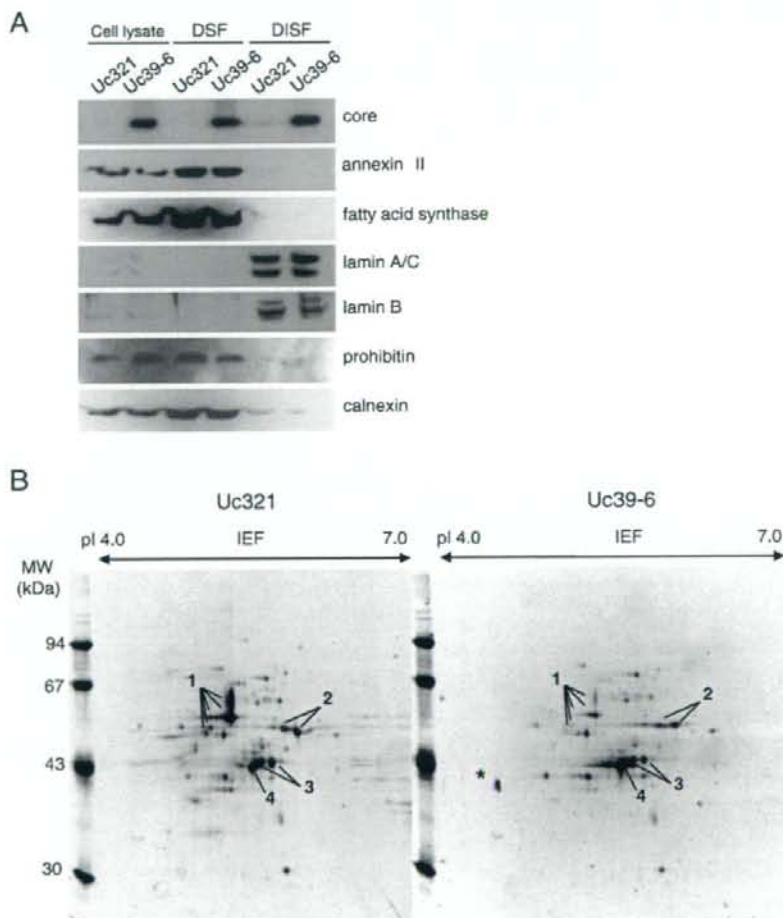 A
Cell lysate DSF DISF
Uc321 Uc39-6 Uc321 Uc39-6 Uc321 Uc39-6
core
annexin II
fatty acid synthase
lamin A/C
lamin B
prohibitin
calnexin
B
Uc321 Uc39-6
pI 4.0 IEF 7.0 pI 4.0 IEF 7.0
MW
(kDa)
94
67
1 2 1 2
43
* 
4 3 4 3
30